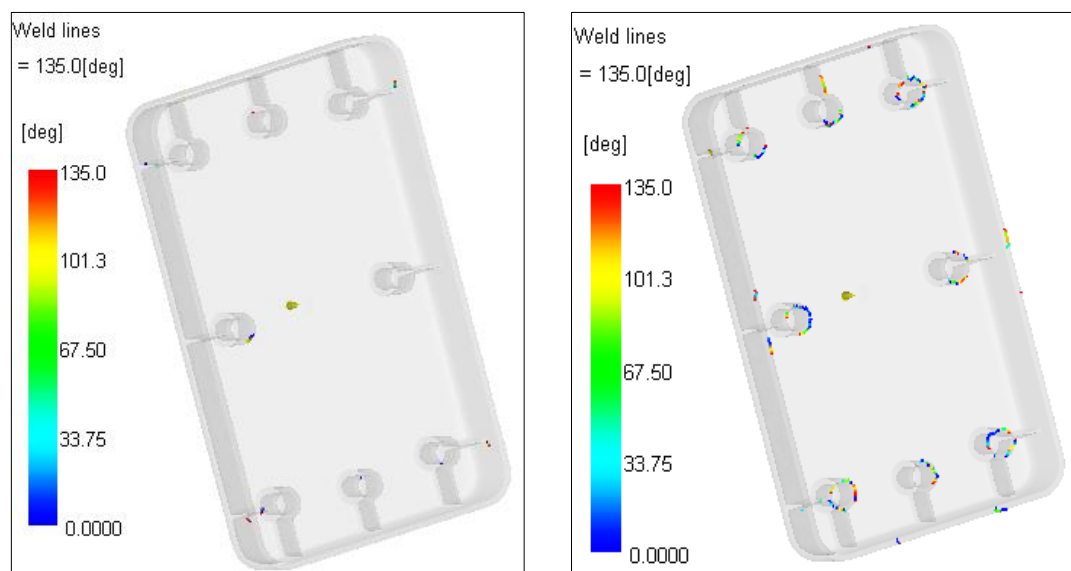 Weld lines
= 135.0[deg]
[deg]
135.0
101.3
67.50
33.75
0.0000
Weld lines
= 135.0[deg]
[deg]
135.0
101.3
67.50
33.75
0.0000